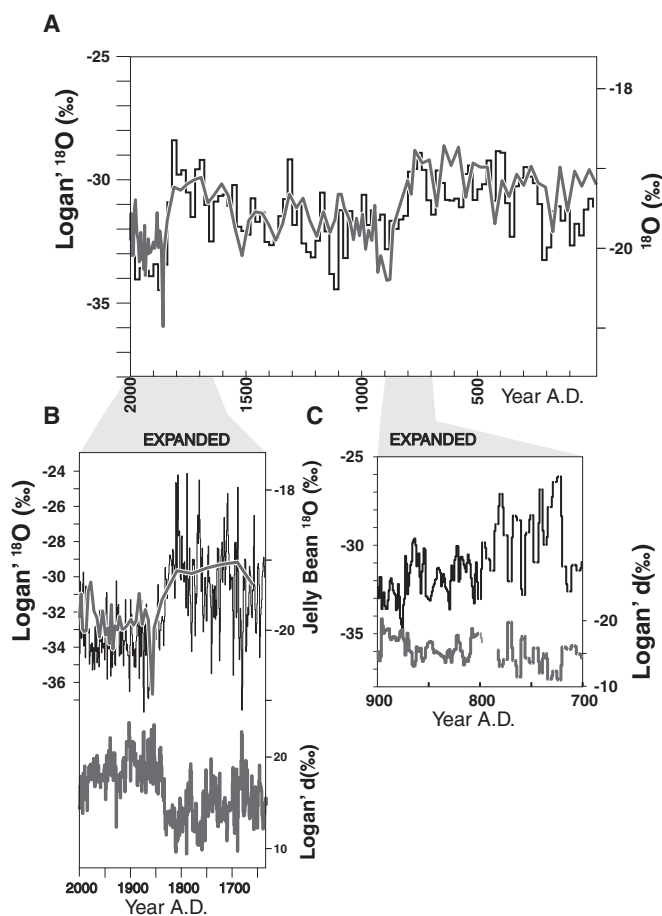 A
-25
-30
-35
Logan' ¹⁸O (‰)
-18
-20
¹⁸O (‰)
2000
1500
1000
500
Year A.D.
B
EXPANDED
-24
-26
-28
-30
-32
-34
-36
Logan' ¹⁸O (‰)
-18
-20
Jelly Bean ¹⁸O (‰)
20
10
Logan' d(‰)
2000
1900
1800
1700
Year A.D.
C
EXPANDED
-25
-30
-35
-20
-10
Logan' d(‰)
900
800
700
Year A.D.